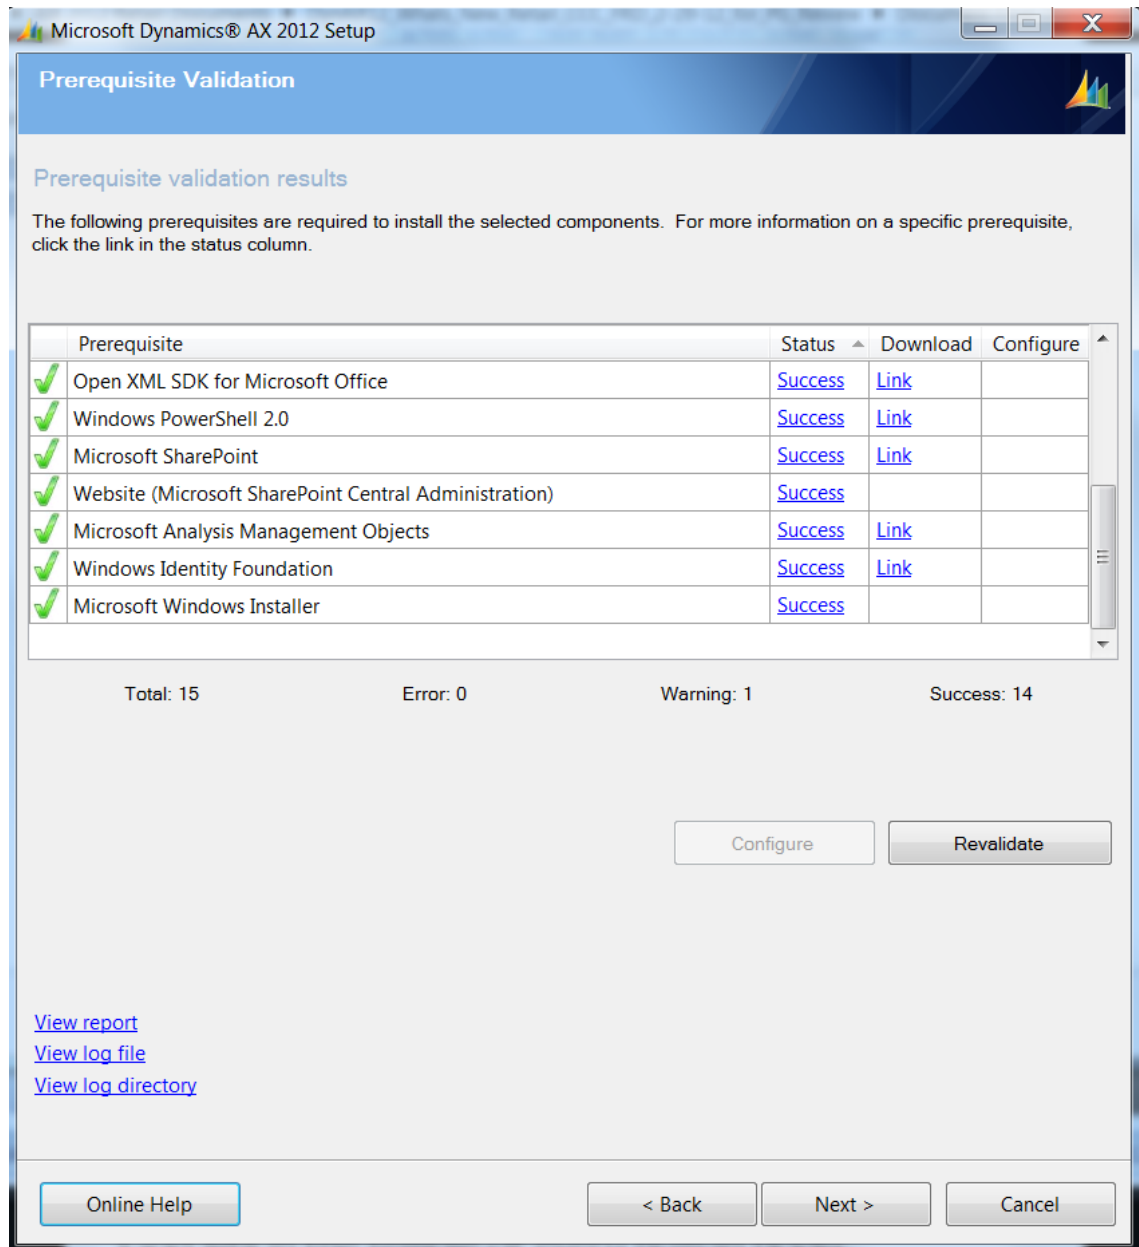 Microsoft Dynamics® AX 2012 Setup
Prerequisite Validation
Prerequisite validation results
The following prerequisites are required to install the selected components.  For more information on a specific prerequisite,
click the link in the status column.
Prerequisite Status Download Configure
Open XML SDK for Microsoft Office Success Link
Windows PowerShell 2.0 Success Link
Microsoft SharePoint Success Link
Website (Microsoft SharePoint Central Administration) Success
Microsoft Analysis Management Objects Success Link
Windows Identity Foundation Success Link
Microsoft Windows Installer Success
Total: 15 Error: 0 Warning: 1 Success: 14
Configure Revalidate
View report
View log file
View log directory
Online Help < Back Next > Cancel